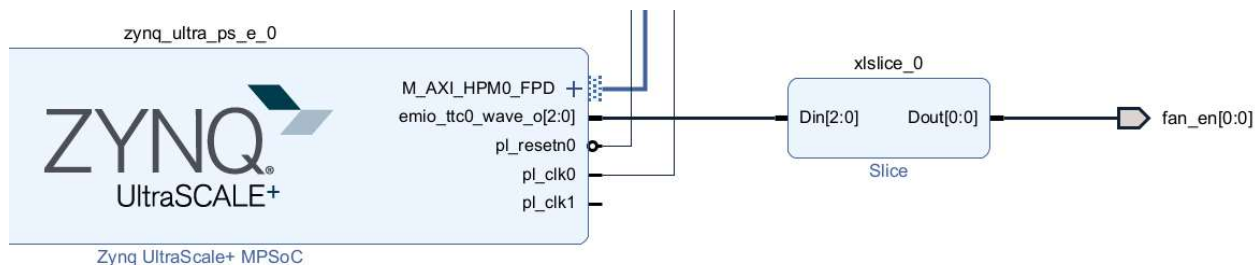 zynq_ultra_ps_e_0
M_AXI_HPM0_FPD
emio_ttc0_wave_o[2:0]
pl_resetn0
pl_clk0
pl_clk1
ZYNQ®
UltraSCALE+
Zynq UltraScale+ MPSoC
xlslice_0
Din[2:0] Dout[0:0]
Slice
fan_en[0:0]